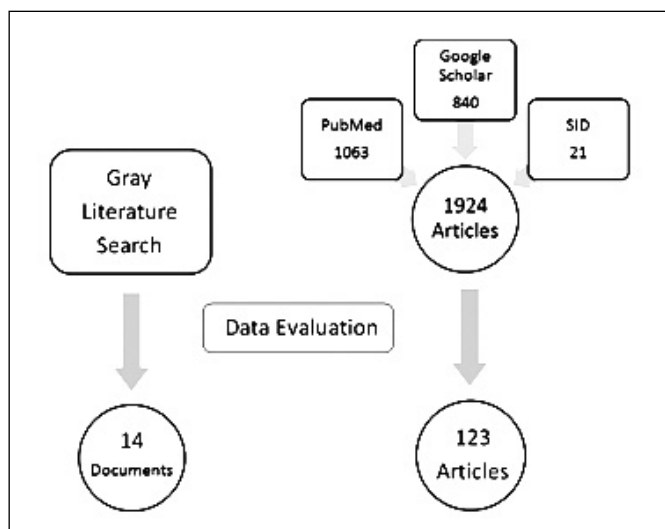 Google
Scholar
840
PubMed
1063
SID
21
Gray
Literature
Search
1924
Articles
Data Evaluation
14
Documents
123
Articles